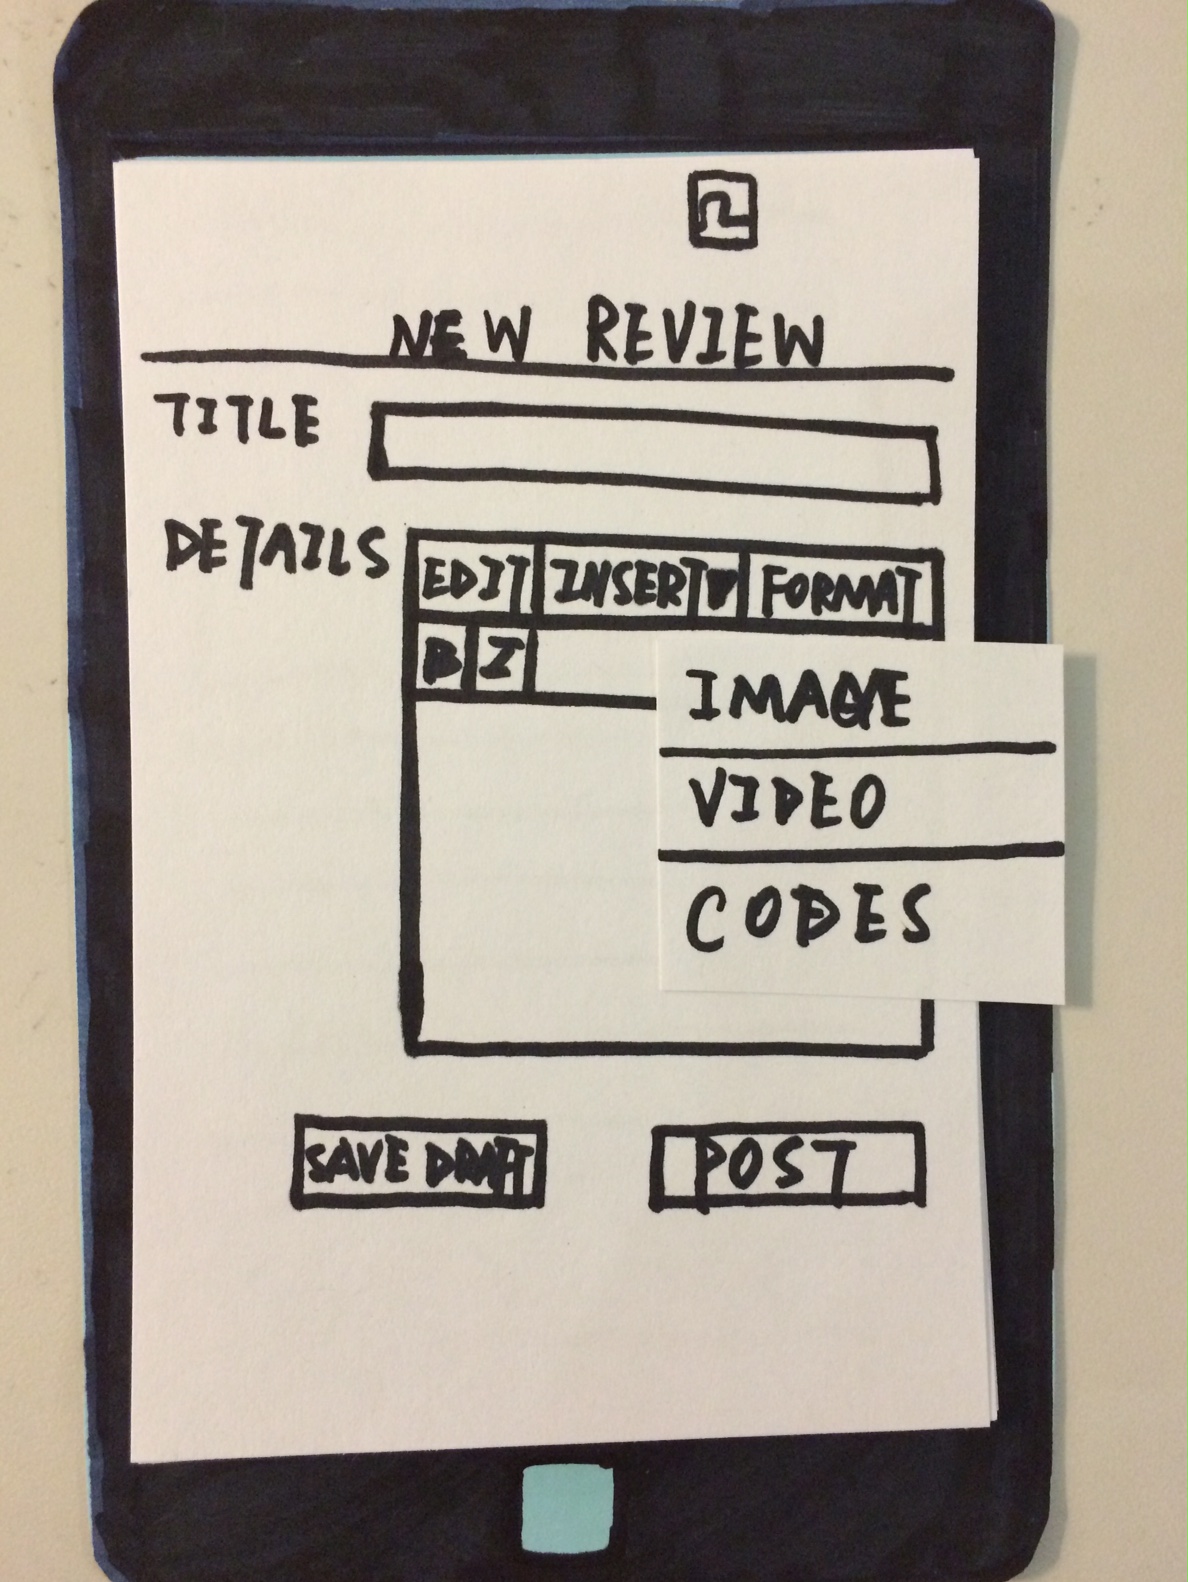 NEW REVIEW
TITLE
DETAILS
EDIT INSERT▼ FORMAT
B I
IMAGE
VIDEO
CODES
SAVE DRAFT POST